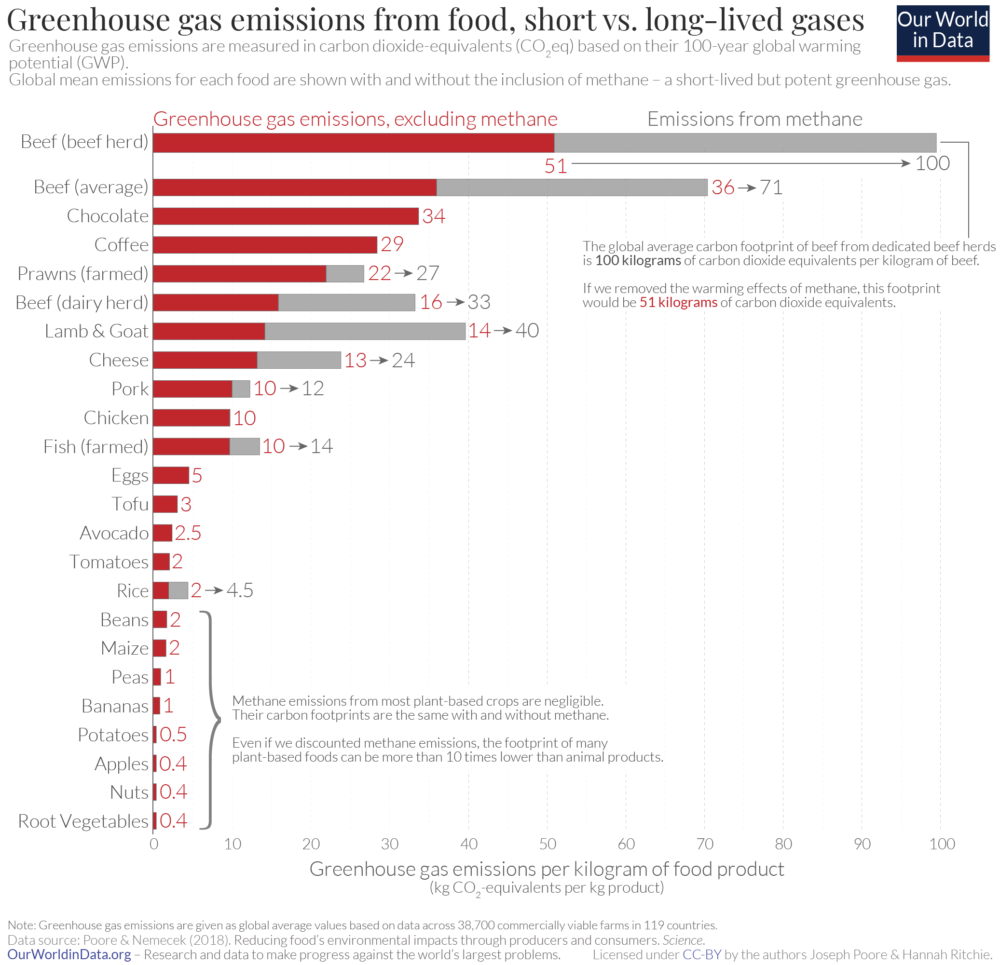 Greenhouse gas emissions from food, short vs. long-lived gases
Our World
in Data
Greenhouse gas emissions are measured in carbon dioxide-equivalents (CO₂eq) based on their 100-year global warming
potential (GWP).
Global mean emissions for each food are shown with and without the inclusion of methane – a short-lived but potent greenhouse gas.
Greenhouse gas emissions, excluding methane
Emissions from methane
Beef (beef herd)
51 → 100
Beef (average) 36 → 71
Chocolate 34
Coffee 29
Prawns (farmed) 22 → 27
Beef (dairy herd) 16 → 33
Lamb & Goat 14 → 40
Cheese 13 → 24
Pork 10 → 12
Chicken 10
Fish (farmed) 10 → 14
Eggs 5
Tofu 3
Avocado 2.5
Tomatoes 2
Rice 2 → 4.5
Beans 2
Maize 2
Peas 1
Bananas 1
Potatoes 0.5
Apples 0.4
Nuts 0.4
Root Vegetables 0.4
The global average carbon footprint of beef from dedicated beef herds
is 100 kilograms of carbon dioxide equivalents per kilogram of beef.
If we removed the warming effects of methane, this footprint
would be 51 kilograms of carbon dioxide equivalents.
Methane emissions from most plant-based crops are negligible.
Their carbon footprints are the same with and without methane.
Even if we discounted methane emissions, the footprint of many
plant-based foods can be more than 10 times lower than animal products.
0 10 20 30 40 50 60 70 80 90 100
Greenhouse gas emissions per kilogram of food product
(kg CO₂-equivalents per kg product)
Note: Greenhouse gas emissions are given as global average values based on data across 38,700 commercially viable farms in 119 countries.
Data source: Poore & Nemecek (2018). Reducing food's environmental impacts through producers and consumers. Science.
OurWorldinData.org – Research and data to make progress against the world's largest problems.
Licensed under CC-BY by the authors Joseph Poore & Hannah Ritchie.